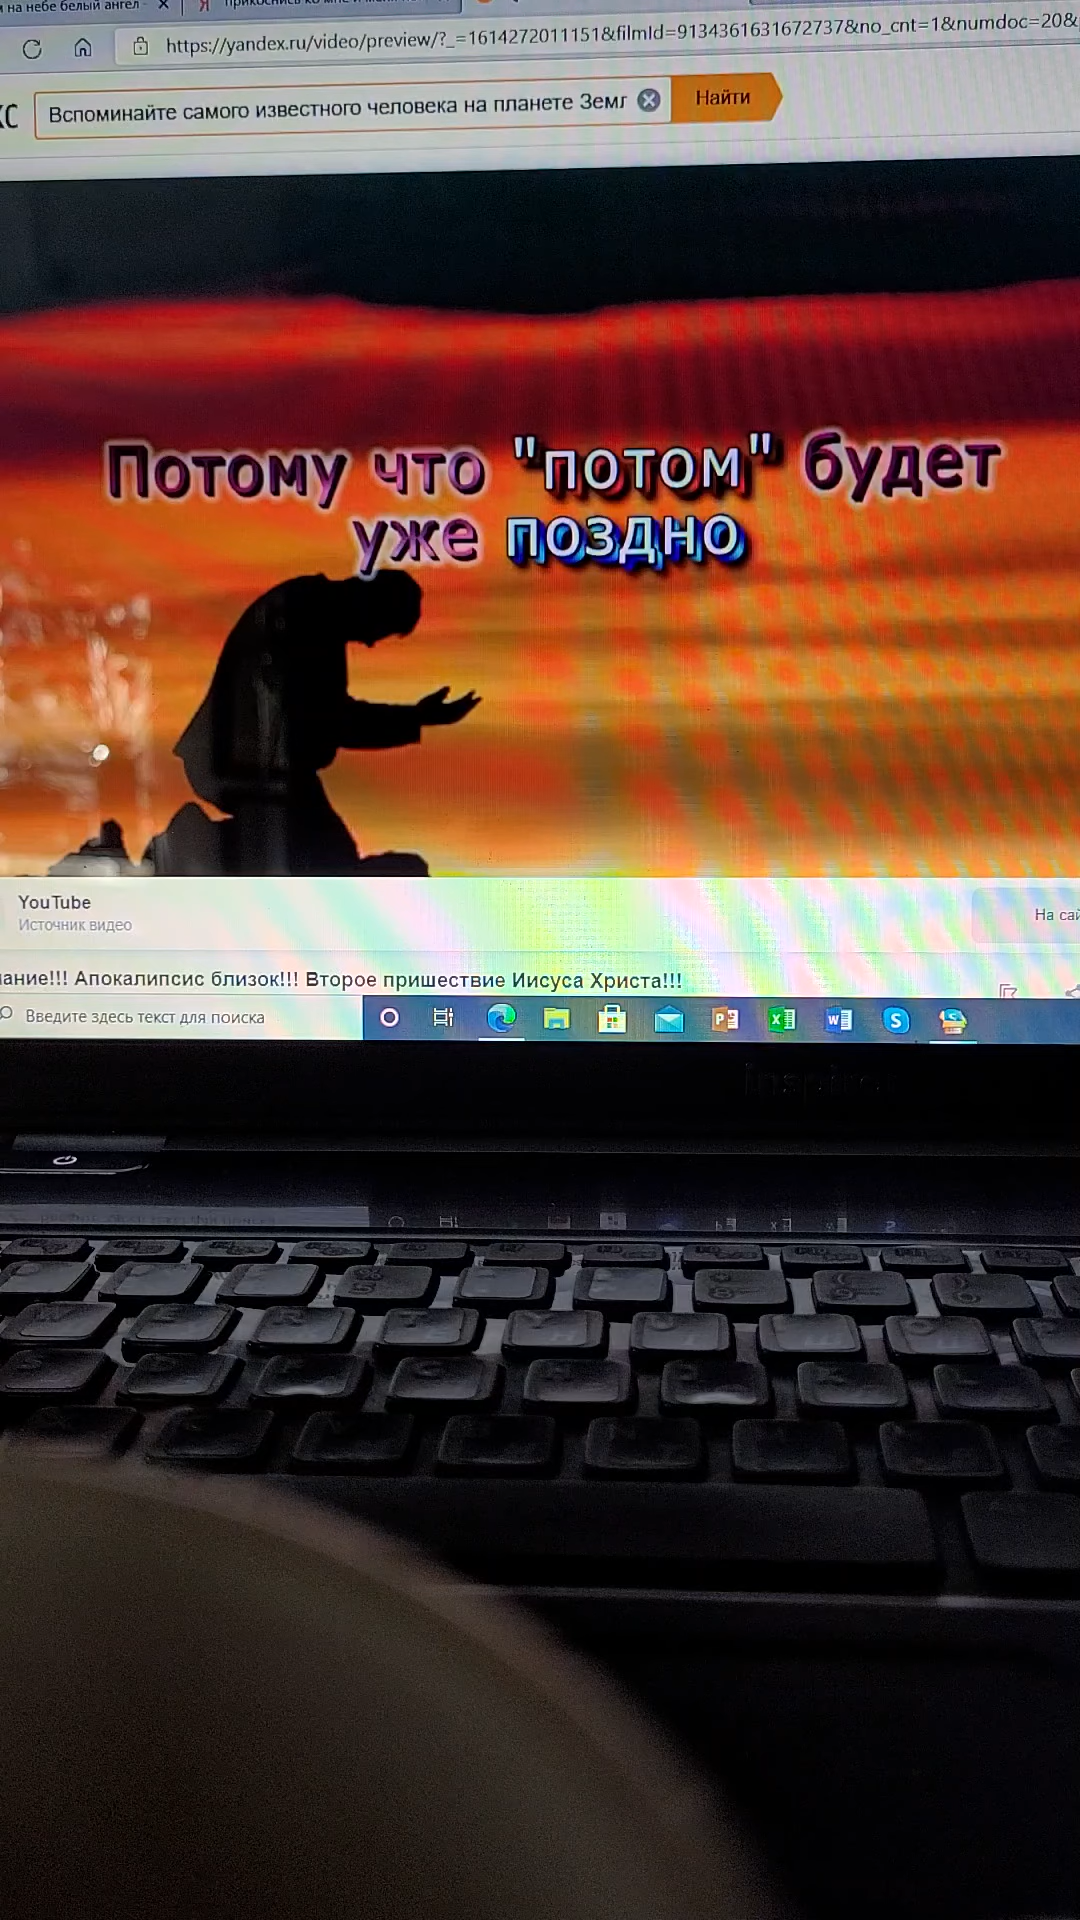 на небе белый ангел -
https://yandex.ru/video/preview/?_=1614272011151&filmId=9134361631672737&no_cnt=1&numdoc=20&
Вспоминайте самого известного человека на планете Земл
Найти
Потому что "потом" будет
уже поздно
YouTube
Источник видео
На сай
ание!!! Апокалипсис близок!!! Второе пришествие Иисуса Христа!!!
Введите здесь текст для поиска